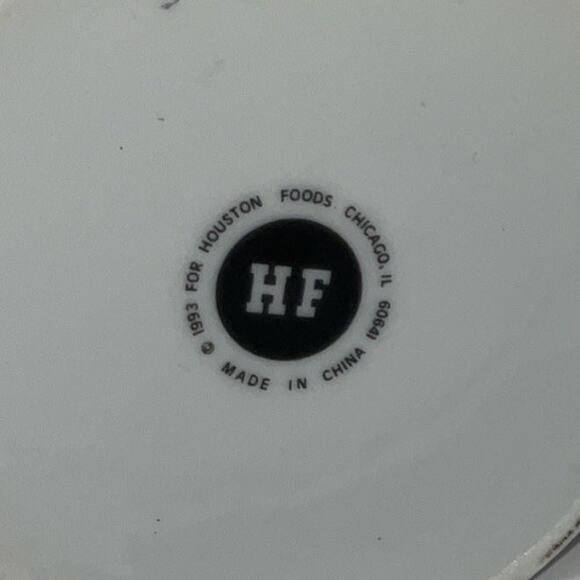 © 1993 FOR HOUSTON FOODS CHICAGO, IL 60641
MADE IN CHINA
HF